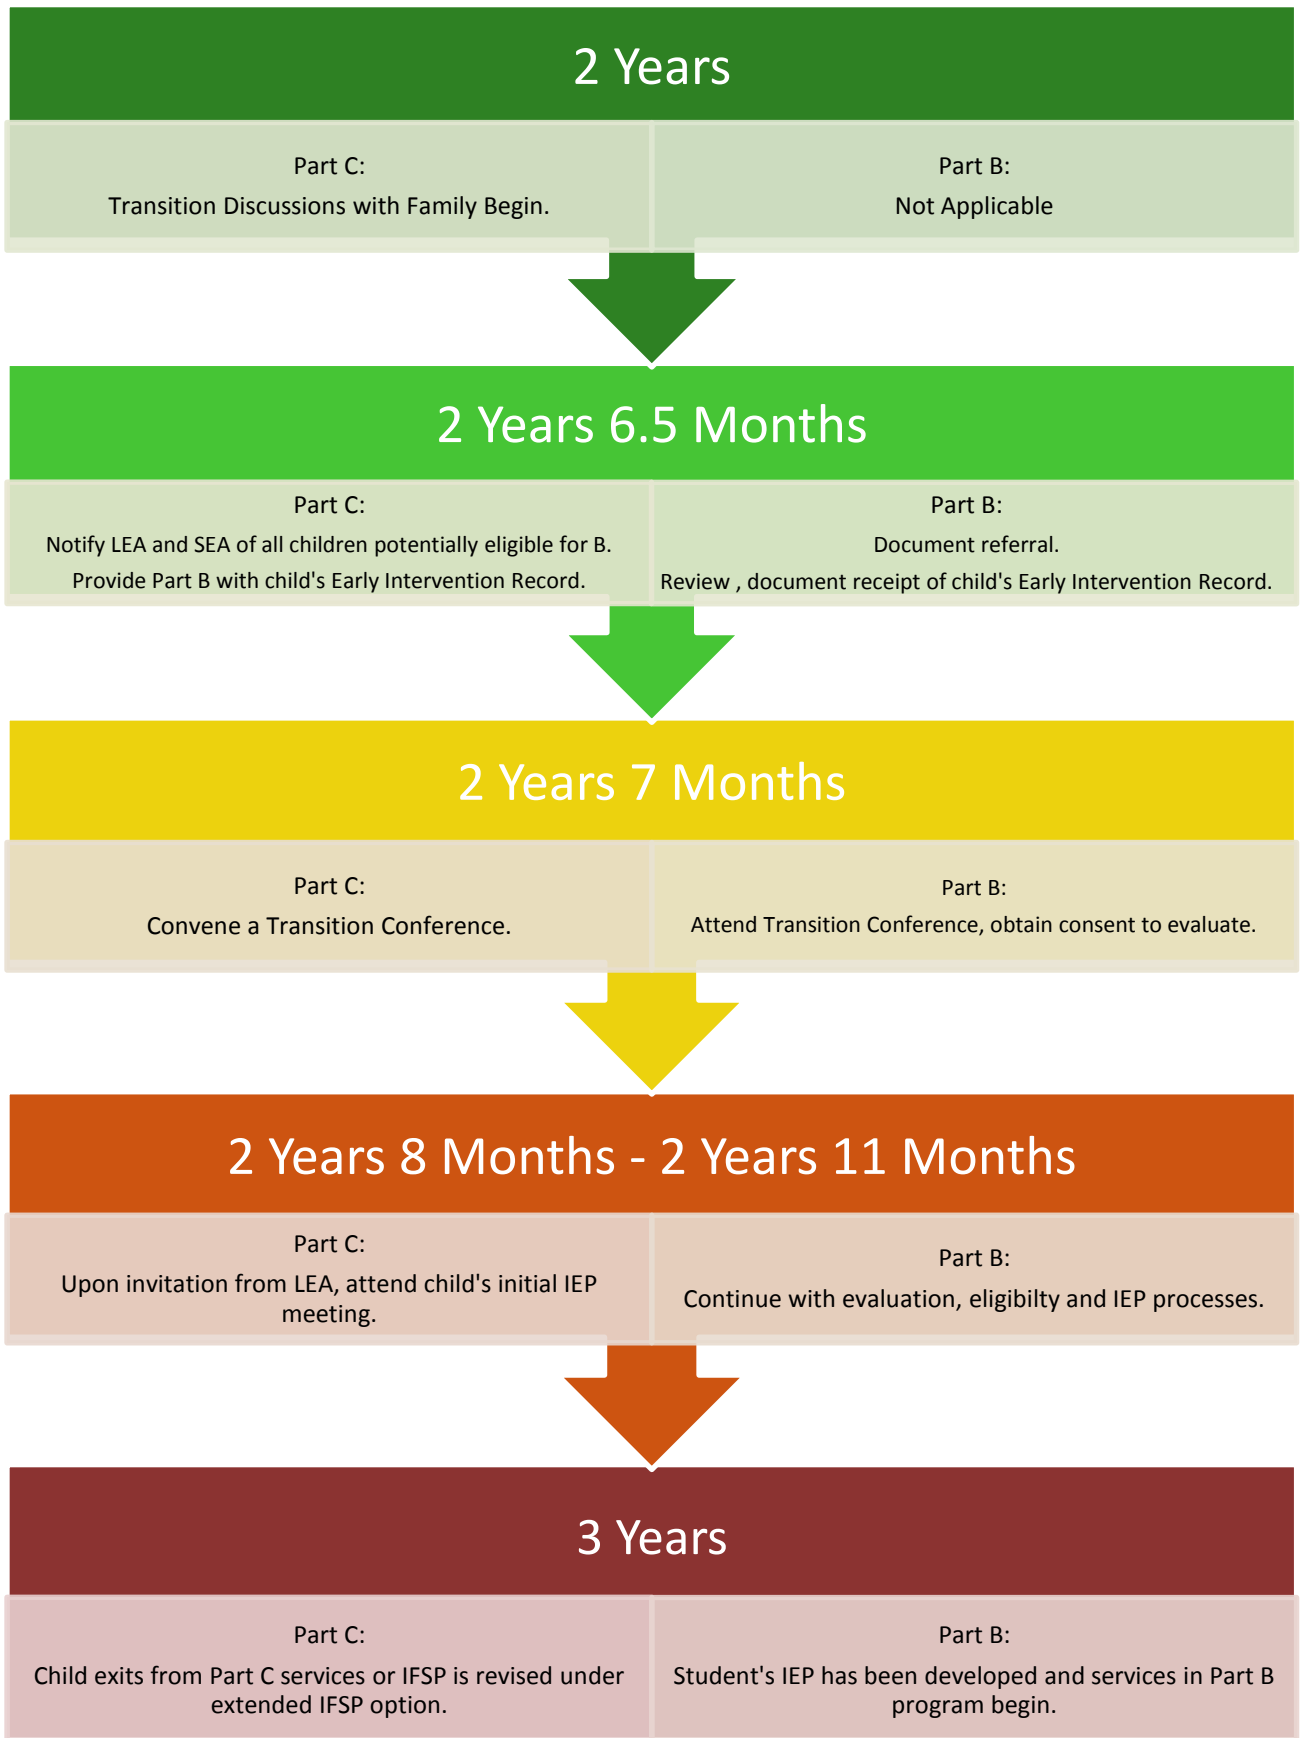 2 Years
Part C:
Transition Discussions with Family Begin.
Part B:
Not Applicable
2 Years 6.5 Months
Part C:
Notify LEA and SEA of all children potentially eligible for B.
Provide Part B with child's Early Intervention Record.
Part B:
Document referral.
Review , document receipt of child's Early Intervention Record.
2 Years 7 Months
Part C:
Convene a Transition Conference.
Part B:
Attend Transition Conference, obtain consent to evaluate.
2 Years 8 Months - 2 Years 11 Months
Part C:
Upon invitation from LEA, attend child's initial IEP
meeting.
Part B:
Continue with evaluation, eligibilty and IEP processes.
3 Years
Part C:
Child exits from Part C services or IFSP is revised under
extended IFSP option.
Part B:
Student's IEP has been developed and services in Part B
program begin.